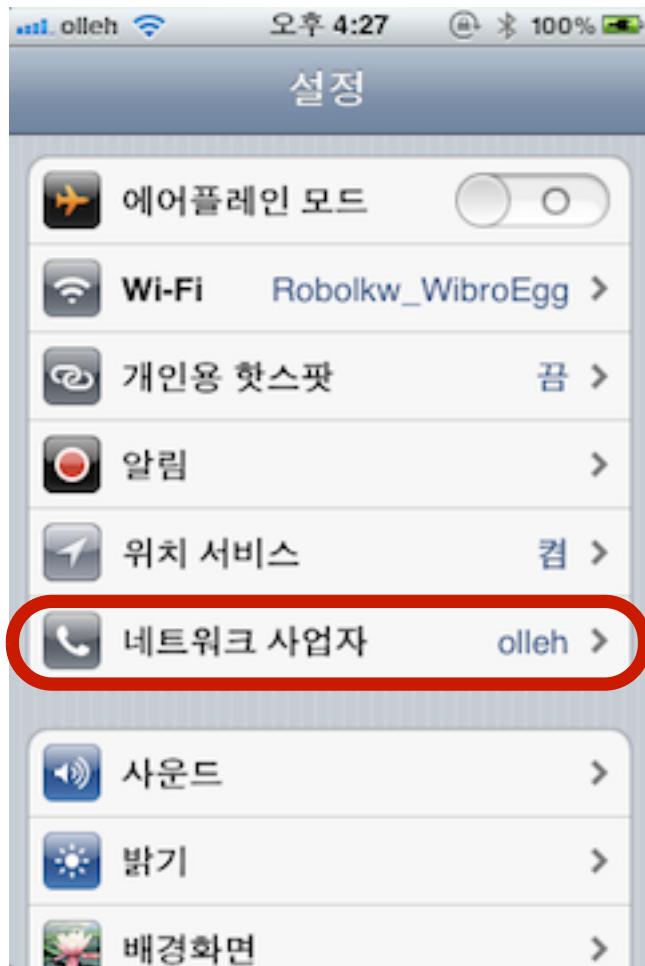 olleh 오후 4:27 100%
설정
에어플레인 모드
Wi-Fi Robolkw_WibroEgg
개인용 핫스팟 끔
알림
위치 서비스 켬
네트워크 사업자 olleh
사운드
밝기
배경화면